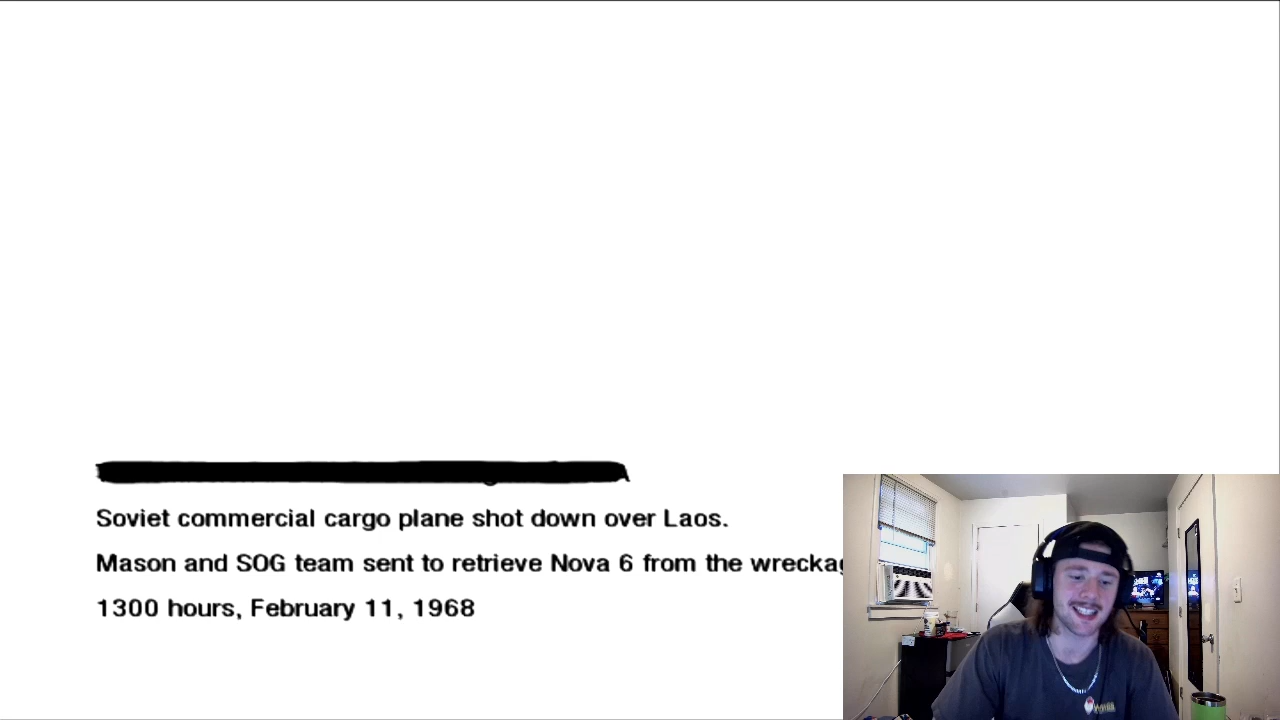 Soviet commercial cargo plane shot down over Laos.
Mason and SOG team sent to retrieve Nova 6 from the
1300 hours, February 11, 1968